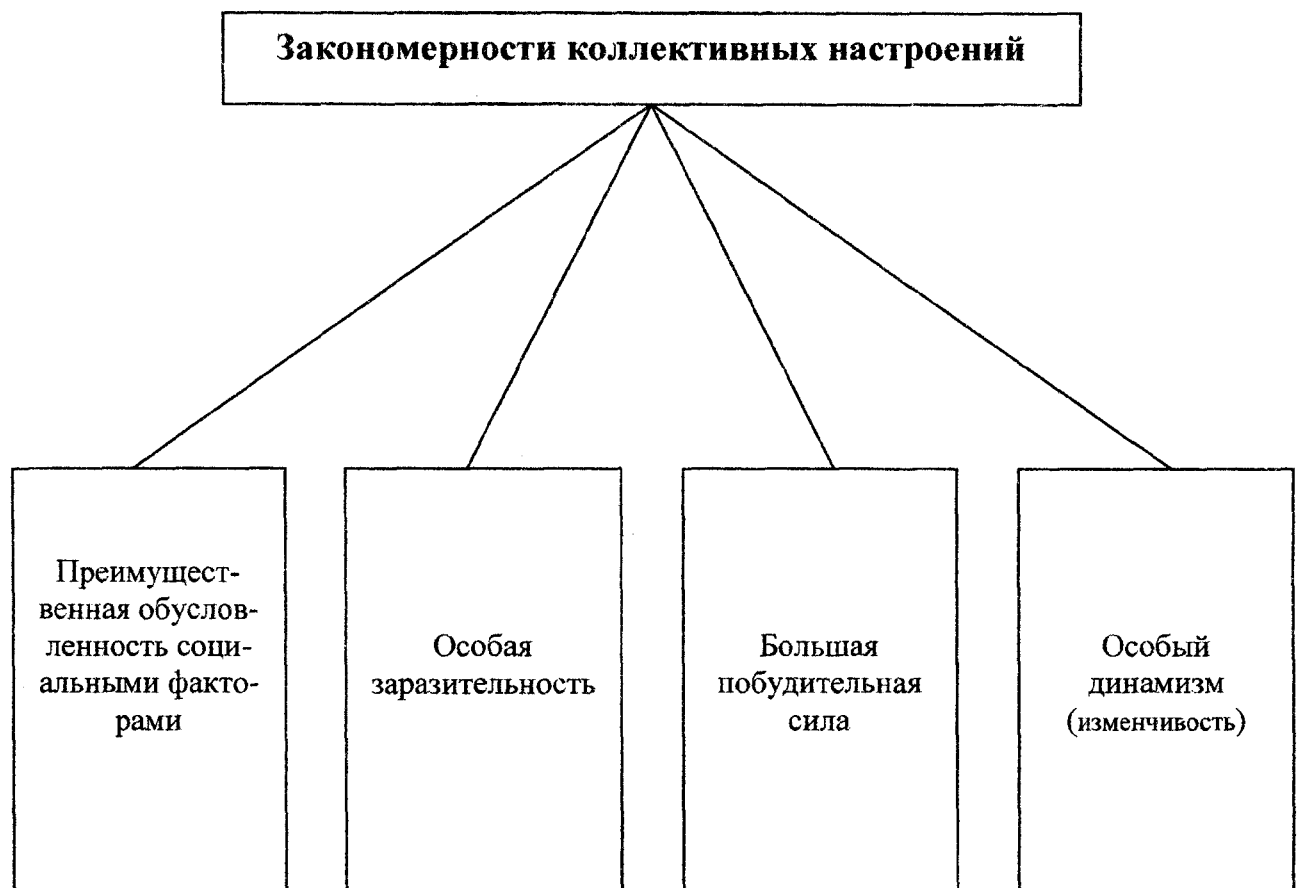 Закономерности коллективных настроений
Преимущест-
венная обуслов-
ленность соци-
альными факто-
рами
Особая
заразительность
Большая
побудительная
сила
Особый
динамизм
(изменчивость)